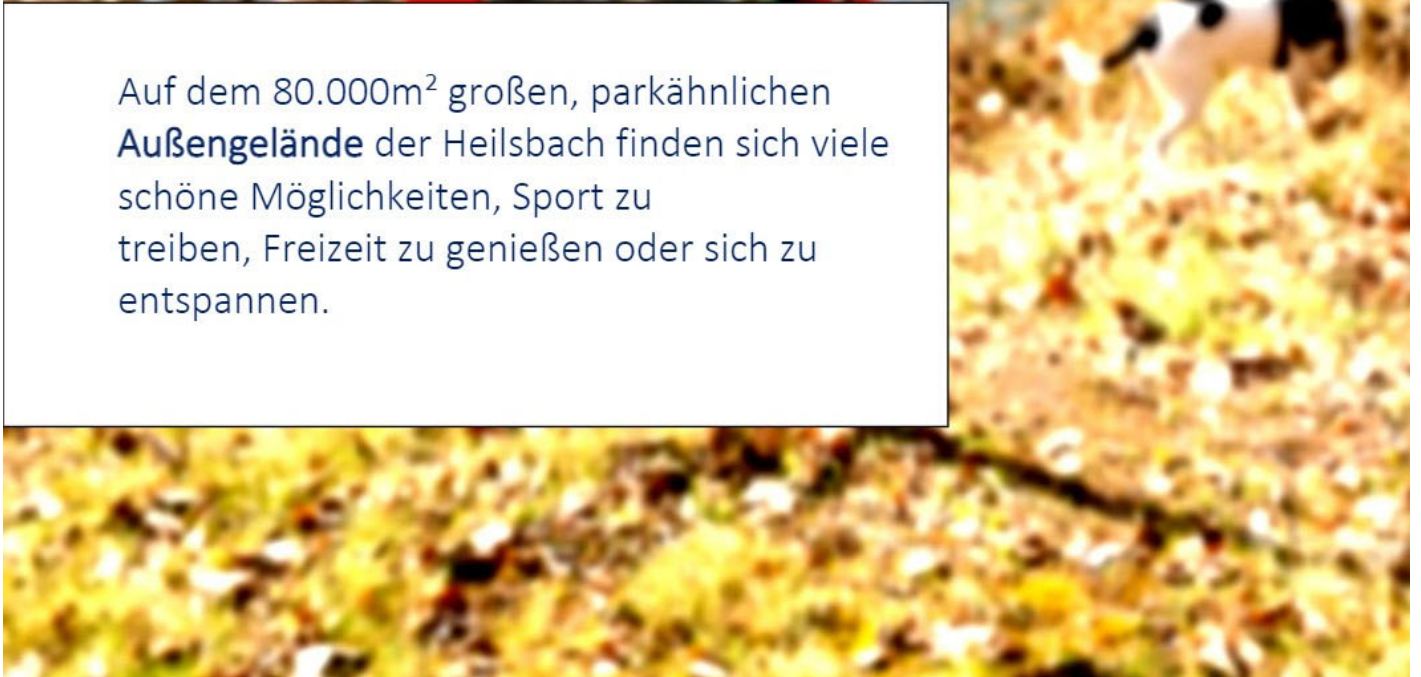 Auf dem 80.000m² großen, parkähnlichen
Außengelände der Heilsbach finden sich viele
schöne Möglichkeiten, Sport zu
treiben, Freizeit zu genießen oder sich zu
entspannen.